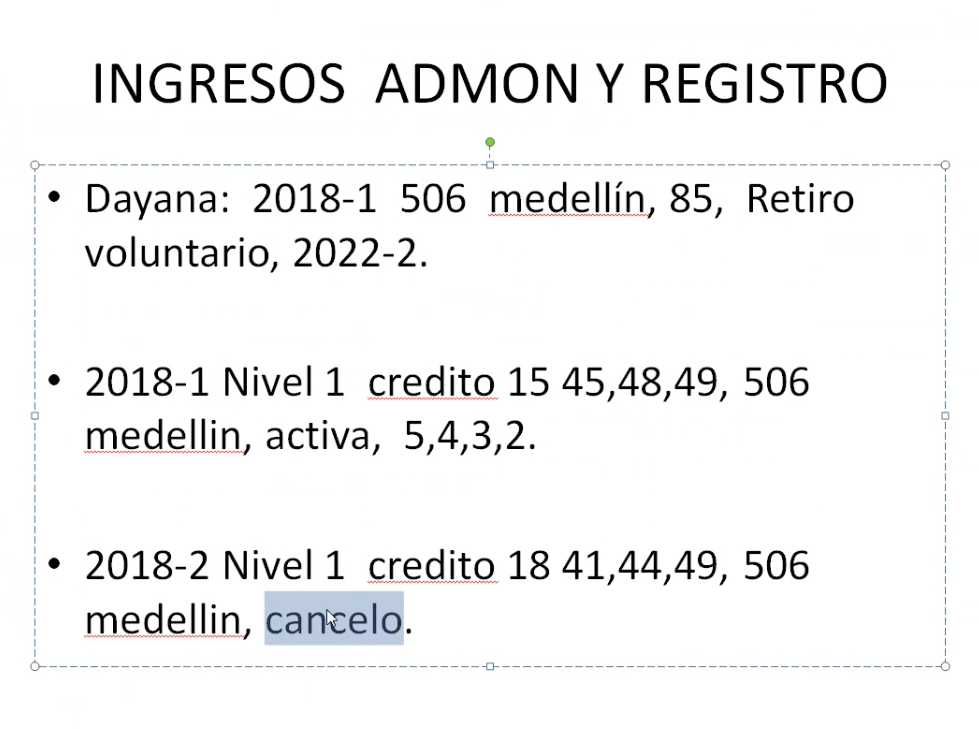 INGRESOS ADMON Y REGISTRO
• Dayana: 2018-1 506 medellín, 85, Retiro
voluntario, 2022-2.
• 2018-1 Nivel 1 credito 15 45,48,49, 506
medellin, activa, 5,4,3,2.
• 2018-2 Nivel 1 credito 18 41,44,49, 506
medellin, cancelo.